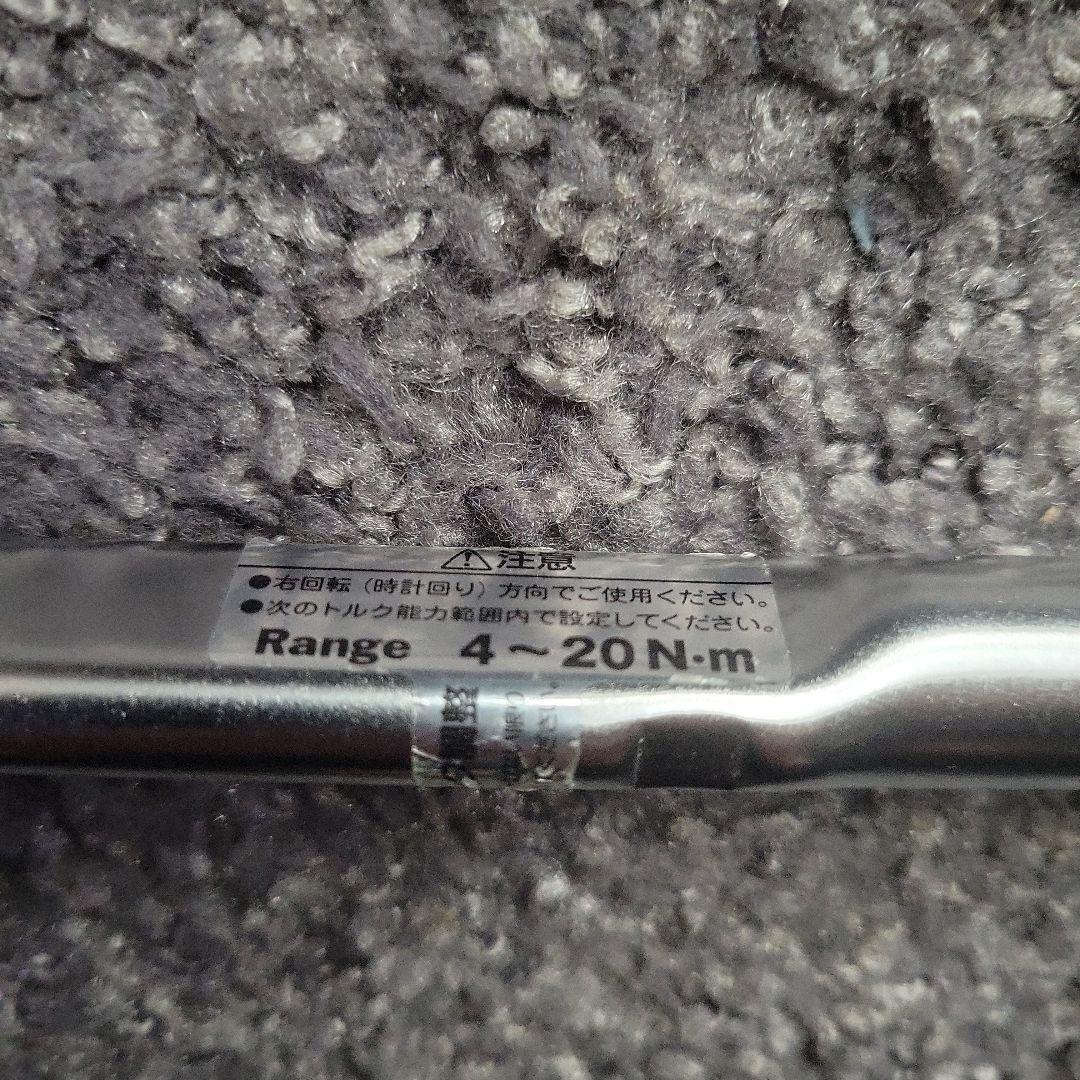 ⚠注意
●右回転(時計回り)方向でご使用ください。
●次のトルク能力範囲内で設定してください。
Range 4～20N·m
調整